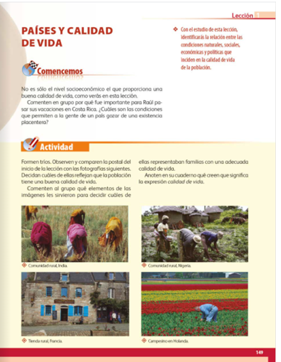 Lección
PAÍSES Y CALIDAD
DE VIDA
Con el estudio de esta lección,
identificarás la relación entre las
condiciones naturales, sociales,
económicas y políticas que
inciden en la calidad de vida
de la población.
Comencemos
No es sólo el nivel socioeconómico el que proporciona una
buena calidad de vida, como verás en esta lección.
Comenten en grupo por qué fue importante para Raúl pa-
sar sus vacaciones en Costa Rica. ¿Cuáles son las condiciones
que permiten a la gente de un país gozar de una existencia
placentera?
Actividad
Formen tríos. Observen y comparen la postal del
inicio de la lección con las fotografías siguientes.
Decidan cuáles de ellas reflejan que la población
tiene una buena calidad de vida.
Comenten al grupo qué elementos de las
imágenes les sirvieron para decidir cuáles de
ellas representaban familias con una adecuada
calidad de vida.
Anoten en su cuaderno qué creen que significa
la expresión calidad de vida.
Comunidad rural, India.
Comunidad rural, Nigeria.
Tienda rural, Francia.
Campesino en Holanda.
149